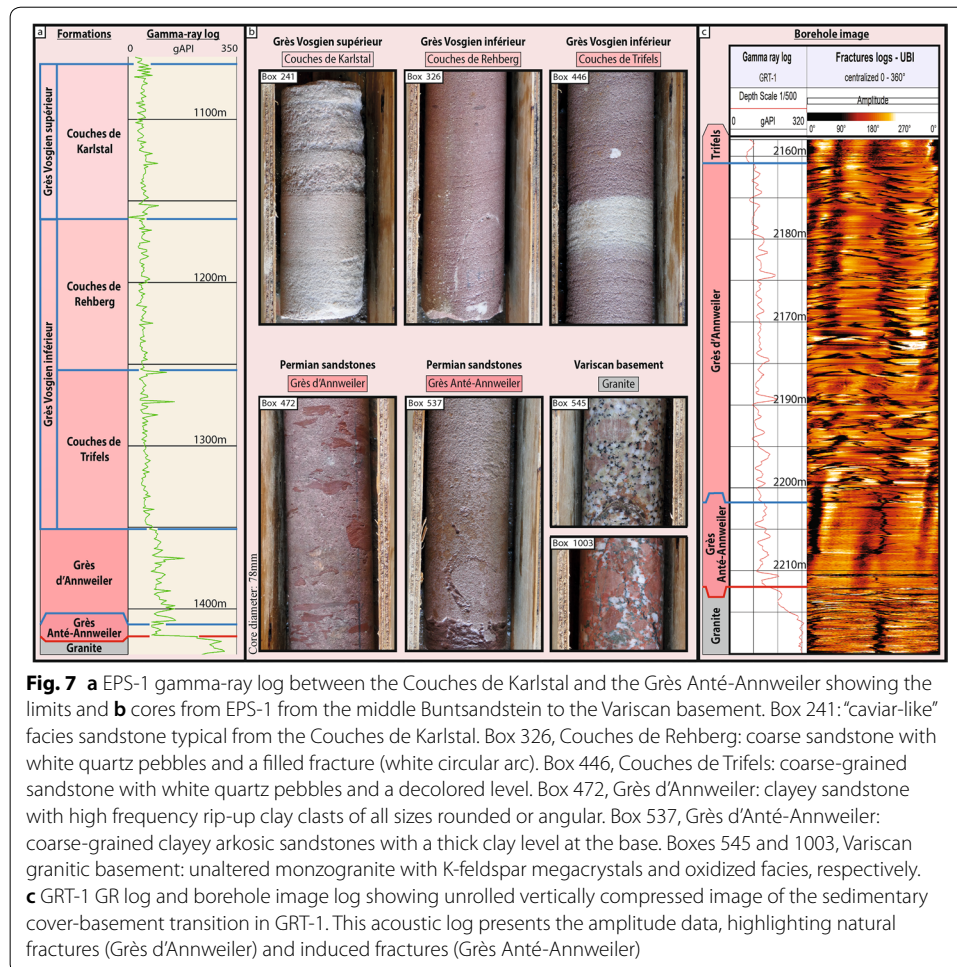 a
Formations
Gamma-ray log
0 gAPI 350
Grès Vosgien supérieur
Couches de
Karlstal
1100m
Grès Vosgien inférieur
Couches de
Rehberg
1200m
Couches de
Trifels
1300m
Grès
d'Annweiler
1400m
Grès
Anté-Annweiler
Granite
b
Grès Vosgien supérieur
Couches de Karlstal
Box 241
Grès Vosgien inférieur
Couches de Rehberg
Box 326
Grès Vosgien inférieur
Couches de Trifels
Box 446
Permian sandstones
Grès d'Annweiler
Box 472
Permian sandstones
Grès Anté-Annweiler
Box 537
Variscan basement
Granite
Box 545
Box 1003
Core diameter: 78mm
c
Borehole image
Gamma ray log
GRT-1
Depth Scale 1/500
0 gAPI 320
Fractures logs - UBI
centralized 0 - 360°
Amplitude
0° 90° 180° 270° 0°
Trifels
2160m
Grès d'Annweiler
2180m
2170m
2190m
2200m
Grès
Anté-Annweiler
2210m
Granite
Fig. 7 a EPS-1 gamma-ray log between the Couches de Karlstal and the Grès Anté-Annweiler showing the
limits and b cores from EPS-1 from the middle Buntsandstein to the Variscan basement. Box 241: “caviar-like”
facies sandstone typical from the Couches de Karlstal. Box 326, Couches de Rehberg: coarse sandstone with
white quartz pebbles and a filled fracture (white circular arc). Box 446, Couches de Trifels: coarse-grained
sandstone with white quartz pebbles and a decolored level. Box 472, Grès d’Annweiler: clayey sandstone
with high frequency rip-up clay clasts of all sizes rounded or angular. Box 537, Grès d’Anté-Annweiler:
coarse-grained clayey arkosic sandstones with a thick clay level at the base. Boxes 545 and 1003, Variscan
granitic basement: unaltered monzogranite with K-feldspar megacrystals and oxidized facies, respectively.
c GRT-1 GR log and borehole image log showing unrolled vertically compressed image of the sedimentary
cover-basement transition in GRT-1. This acoustic log presents the amplitude data, highlighting natural
fractures (Grès d’Annweiler) and induced fractures (Grès Anté-Annweiler)